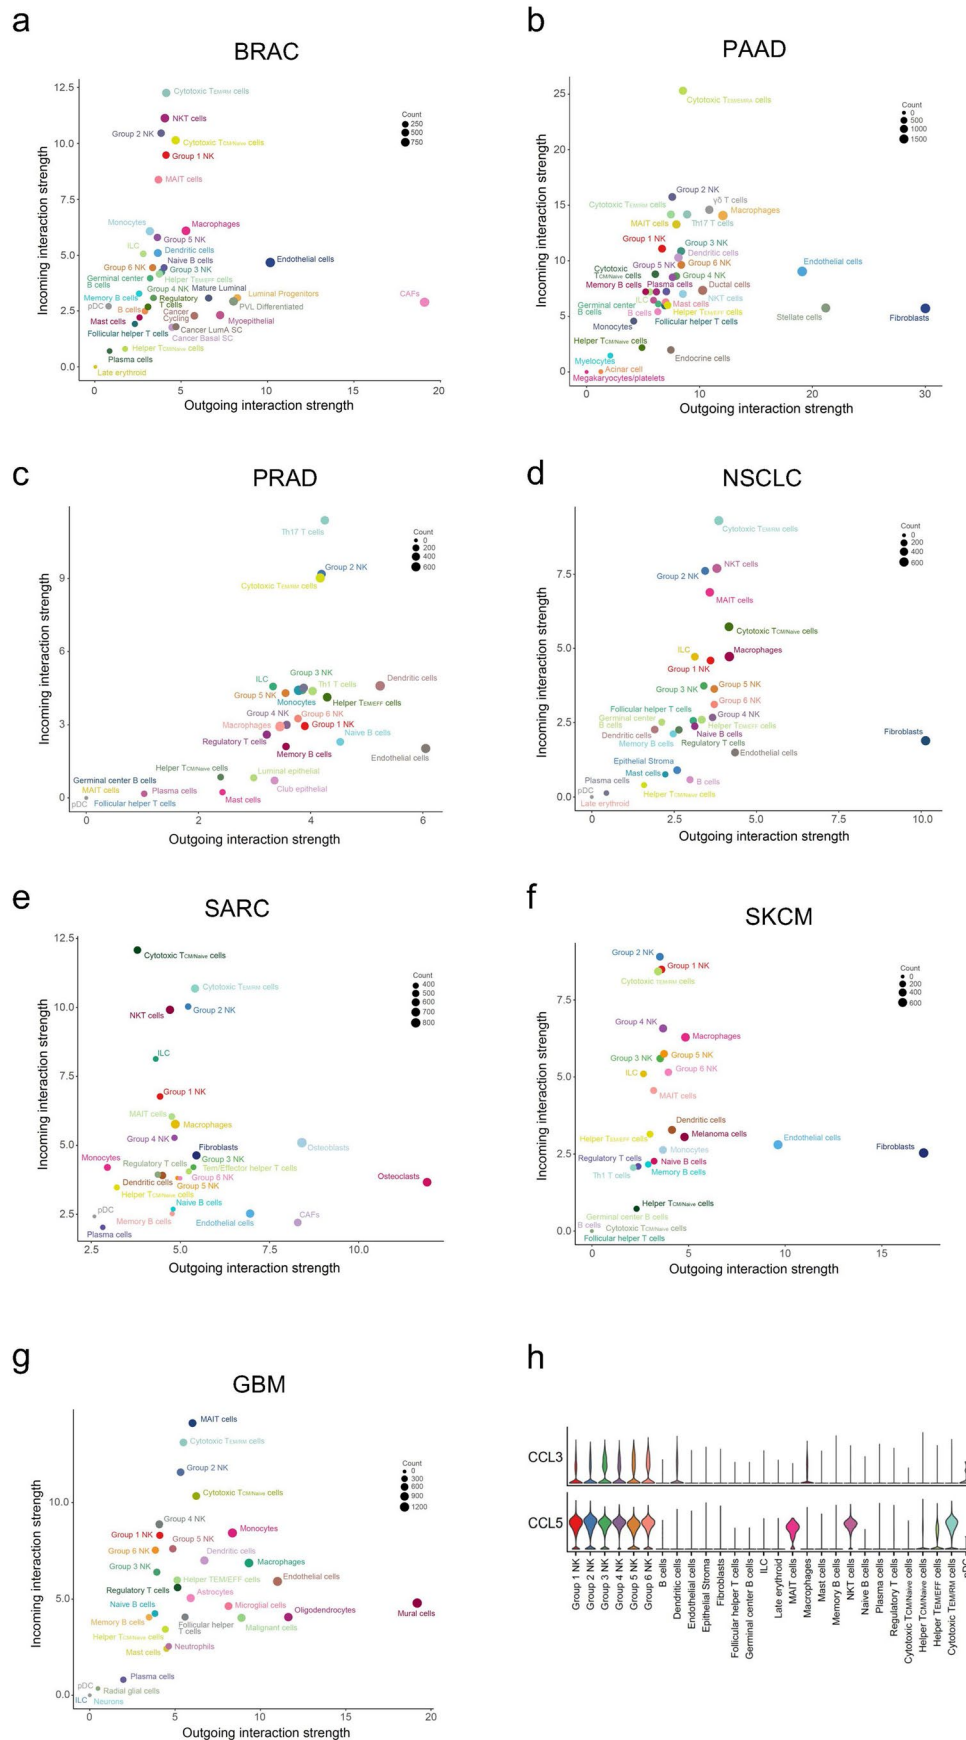 a
BRAC
Incoming interaction strength
12.5
10.0
7.5
5.0
2.5
0.0
Cytotoxic TEM/RM cells
NKT cells
Group 2 NK
Cytotoxic TCM/Naive cells
Group 1 NK
MAIT cells
Monocytes
Macrophages
Group 5 NK
ILC
Dendritic cells
Naive B cells
Endothelial cells
Group 6 NK
Group 3 NK
Germinal center
B cells
Helper TEM/EFF cells
Mature Luminal
Memory B cells
Regulatory
T cells
Luminal Progenitors
CAFs
pDC
B cells
PVL Differentiated
Cancer
Cycling
Mast cells
Myoepithelial
Follicular helper T cells
Cancer LumA SC
Cancer Basal SC
Helper TCM/Naive cells
Plasma cells
Late erythroid
Count
250
500
750
0
5
10
15
20
Outgoing interaction strength
b
PAAD
Incoming interaction strength
25
20
15
10
5
0
Count
0
500
1000
1500
Group 2 NK
γδ T cells
Cytotoxic TEM/RM cells
Macrophages
MAIT cells
Th17 T cells
Group 1 NK
Group 3 NK
Dendritic cells
Endothelial cells
Group 5 NK
Group 6 NK
Cytotoxic
TCM/Naive cells
Group 4 NK
Memory B cells
Plasma cells
Ductal cells
ILC
NKT cells
Germinal center
B cells
Mast cells
B cells
Helper TEM/EFF cells
Stellate cells
Fibroblasts
Monocytes
Follicular helper T cells
Helper TCM/Naive cells
Endocrine cells
Myelocytes
Acinar cell
Megakaryocytes/platelets
0
10
20
30
Outgoing interaction strength
c
PRAD
Incoming interaction strength
9
6
3
0
Count
0
200
400
600
Th17 T cells
Group 2 NK
Cytotoxic TEM/RM cells
Group 3 NK
ILC
Th1 T cells
Dendritic cells
Group 5 NK
Monocytes
Helper TEM/EFF cells
Group 4 NK
Group 6 NK
Macrophages
Group 1 NK
Regulatory T cells
Naive B cells
Memory B cells
Endothelial cells
Helper TCM/Naive cells
Luminal epithelial
Germinal center B cells
Club epithelial
MAIT cells
Plasma cells
Mast cells
pDC
Follicular helper T cells
0
2
4
6
Outgoing interaction strength
d
NSCLC
Incoming interaction strength
7.5
5.0
2.5
0.0
Count
0
200
400
600
Cytotoxic TEM/RM cells
NKT cells
Group 2 NK
MAIT cells
Cytotoxic TCM/Naive cells
ILC
Macrophages
Group 1 NK
Group 3 NK
Group 5 NK
Group 6 NK
Follicular helper T cells
Group 4 NK
Germinal center
B cells
Helper TEM/EFF cells
Dendritic cells
Naive B cells
Fibroblasts
Memory B cells
Regulatory T cells
Endothelial cells
Epithelial Stroma
Mast cells
Plasma cells
B cells
pDC
Helper TCM/Naive cells
Late erythroid
0
2.5
5.0
7.5
10.0
Outgoing interaction strength
e
SARC
Incoming interaction strength
12.5
10.0
7.5
5.0
2.5
Count
400
500
600
700
800
Cytotoxic TCM/Naive cells
Cytotoxic TEM/RM cells
NKT cells
Group 2 NK
ILC
Group 1 NK
MAIT cells
Macrophages
Group 4 NK
Fibroblasts
Osteoblasts
Monocytes
Group 3 NK
Regulatory T cells
Tem/Effector helper T cells
Dendritic cells
Group 6 NK
Group 5 NK
Osteoclasts
Helper TCM/Naive cells
Naive B cells
pDC
Memory B cells
Endothelial cells
CAFs
Plasma cells
2.5
5.0
7.5
10.0
Outgoing interaction strength
f
SKCM
Incoming interaction strength
7.5
5.0
2.5
0.0
Count
0
200
400
600
Group 2 NK
Group 1 NK
Cytotoxic TEM/RM cells
Group 4 NK
Macrophages
Group 3 NK
Group 5 NK
ILC
Group 6 NK
MAIT cells
Dendritic cells
Helper TEM/EFF cells
Melanoma cells
Endothelial cells
Monocytes
Fibroblasts
Regulatory T cells
Naive B cells
Th1 T cells
Memory B cells
Helper TCM/Naive cells
Germinal center B cells
B cells
Cytotoxic TCM/Naive cells
Follicular helper T cells
0
5
10
15
Outgoing interaction strength
g
GBM
Incoming interaction strength
10.0
5.0
0.0
Count
0
300
600
900
1200
MAIT cells
Cytotoxic TEM/RM cells
Group 2 NK
Cytotoxic TCM/Naive cells
Group 4 NK
Group 1 NK
Monocytes
Group 5 NK
Group 6 NK
Dendritic cells
Group 3 NK
Macrophages
Helper TEM/EFF cells
Endothelial cells
Regulatory T cells
Astrocytes
Naive B cells
Microglial cells
Oligodendrocytes
Mural cells
Memory B cells
Follicular helper
T cells
Malignant cells
Helper TCM/Naive cells
Mast cells
Neutrophils
Plasma cells
pDC
Radial glial cells
ILC
Neurons
0
5
10
15
20
Outgoing interaction strength
h
CCL3
CCL5
Group 1 NK
Group 2 NK
Group 3 NK
Group 4 NK
Group 5 NK
Group 6 NK
B cells
Dendritic cells
Endothelial cells
Epithelial Stroma
Fibroblasts
Follicular helper T cells
Germinal center B cells
ILC
Late erythroid
MAIT cells
Macrophages
Mast cells
Memory B cells
NKT cells
Naive B cells
Plasma cells
Regulatory T cells
Cytotoxic TCM/Naive cells
Helper TCM/Naive cells
Helper TEM/EFF cells
Cytotoxic TEM/RM cells